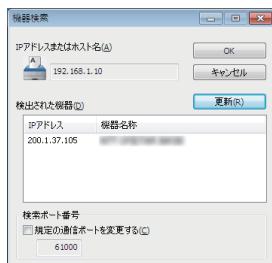 機器検索
IPアドレスまたはホスト名(A)
OK
192.168.1.10
キャンセル
検出された機器(D)
更新(R)
IPアドレス 機器名称
200.1.37.105
検索ポート番号
規定の通信ポートを変更する(C)
61000